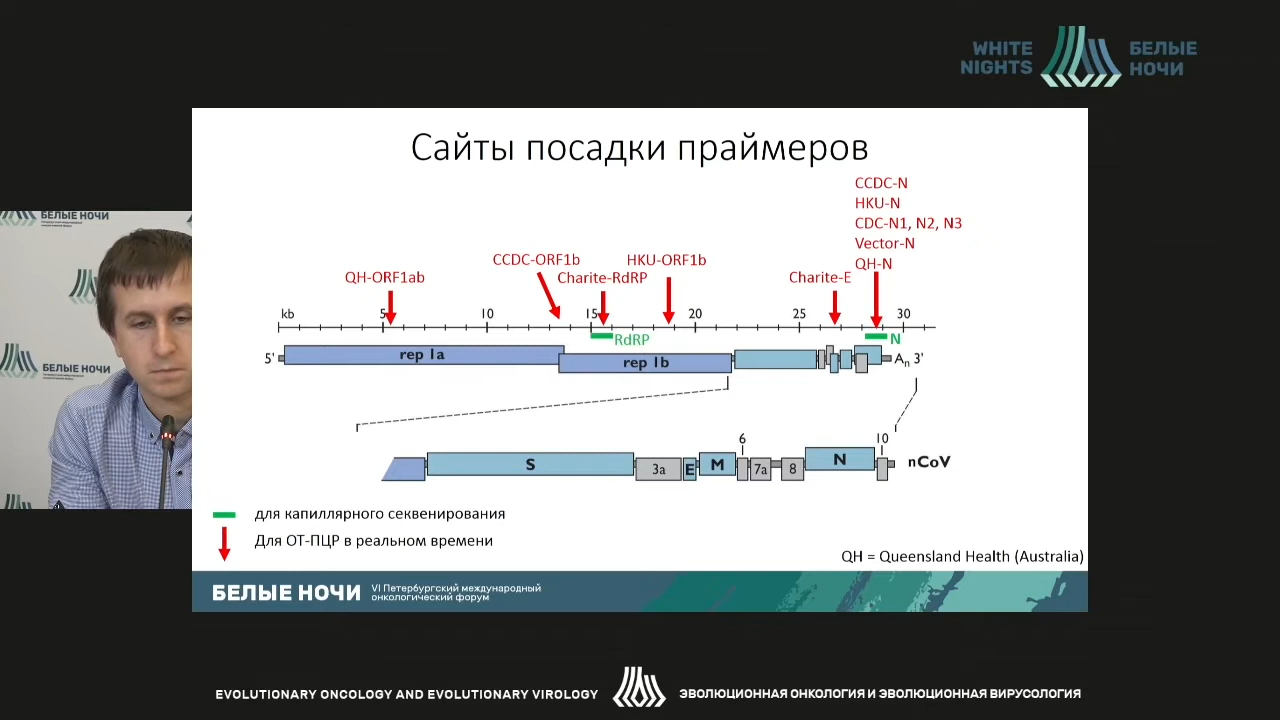 WHITE
NIGHTS
БЕЛЫЕ
НОЧИ
Сайты посадки праймеров
CCDC-N
HKU-N
CDC-N1, N2, N3
Vector-N
QH-N
CCDC-ORF1b
HKU-ORF1b
QH-ORF1ab
Charite-RdRP
Charite-E
kb
5
10
15
20
25
30
RdRP
N
5'
rep 1a
rep 1b
An 3'
6
10
S
3a
E
M
7a
8
N
nCoV
для капиллярного секвенирования
Для ОТ-ПЦР в реальном времени
QH = Queensland Health (Australia)
БЕЛЫЕ НОЧИ
VI Петербургский международный
онкологический форум
БЕЛЫЕ НОЧИ
БЕЛЫЕ НОЧИ
EVOLUTIONARY ONCOLOGY AND EVOLUTIONARY VIROLOGY
ЭВОЛЮЦИОННАЯ ОНКОЛОГИЯ И ЭВОЛЮЦИОННАЯ ВИРУСОЛОГИЯ